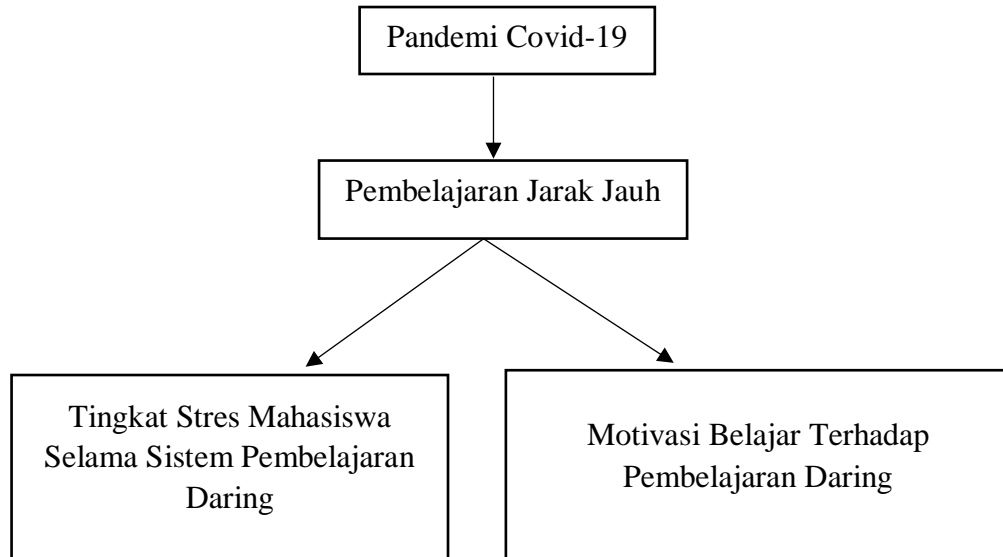 Pandemi Covid-19
Pembelajaran Jarak Jauh
Tingkat Stres Mahasiswa
Selama Sistem Pembelajaran
Daring
Motivasi Belajar Terhadap
Pembelajaran Daring